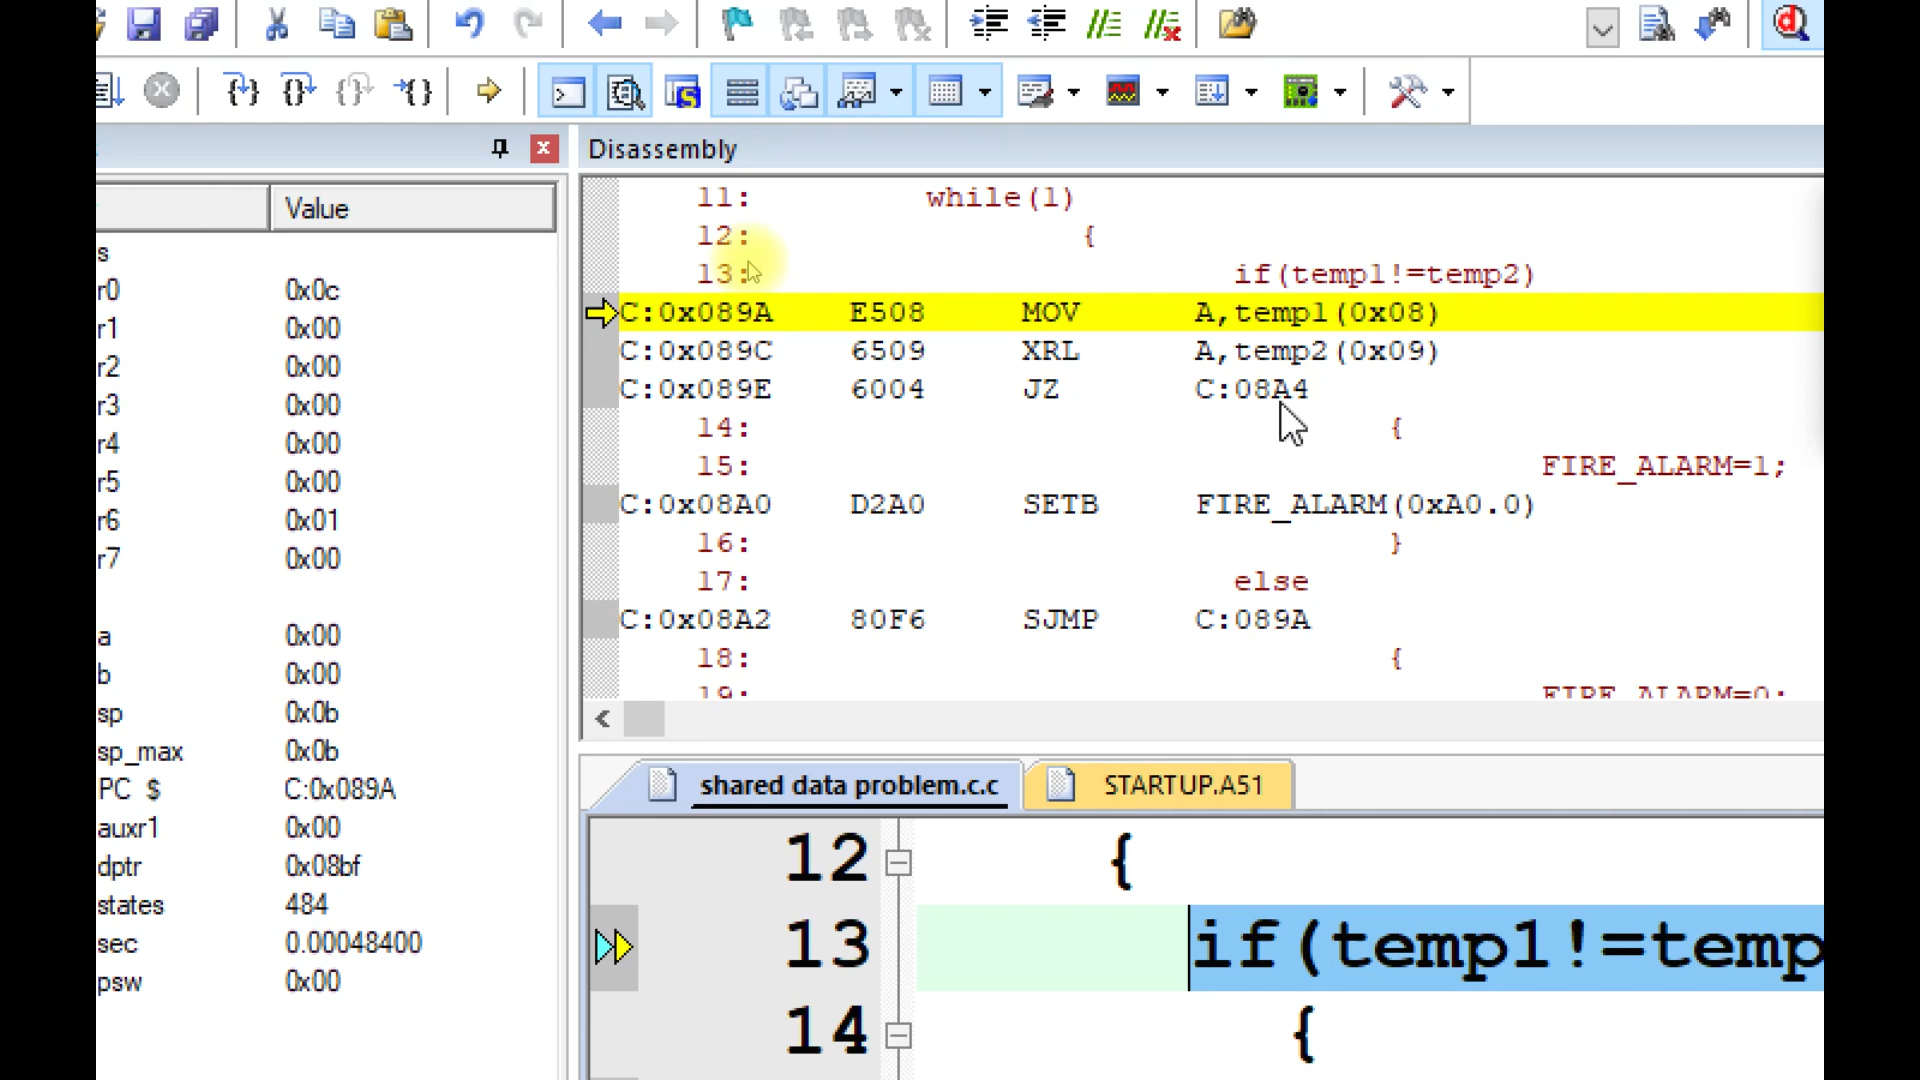 Value
s
r0 0x0c
r1 0x00
r2 0x00
r3 0x00
r4 0x00
r5 0x00
r6 0x01
r7 0x00
a 0x00
b 0x00
sp 0x0b
sp_max 0x0b
PC $ C:0x089A
auxr1 0x00
dptr 0x08bf
states 484
sec 0.00048400
psw 0x00
Disassembly
11: while(1)
12: {
13: if(temp1!=temp2)
C:0x089A E508 MOV A,temp1(0x08)
C:0x089C 6509 XRL A,temp2(0x09)
C:0x089E 6004 JZ C:08A4
14: {
15: FIRE_ALARM=1;
C:0x08A0 D2A0 SETB FIRE_ALARM(0xA0.0)
16: }
17: else
C:0x08A2 80F6 SJMP C:089A
18: {
19: FIRE_ALARM=0;
shared data problem.c.c STARTUP.A51
12 {
13 if(temp1!=temp
14 {